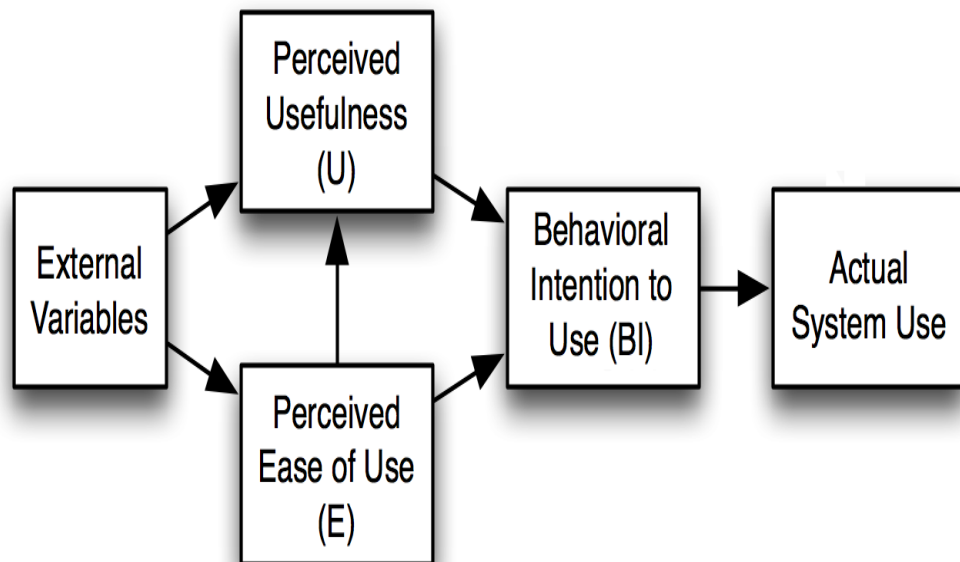 Perceived
Usefulness
(U)
External
Variables
Perceived
Ease of Use
(E)
Behavioral
Intention to
Use (BI)
Actual
System Use